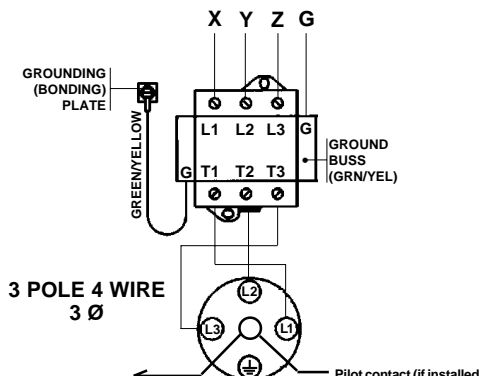 X Y Z G
GROUNDING
(BONDING)
PLATE
GREEN/YELLOW
L1 L2 L3 G
GROUND
BUSS
(GRN/YEL)
G T1 T2 T3
3 POLE 4 WIRE
3 Ø
L2
L3 L1
Pilot contact (if installed